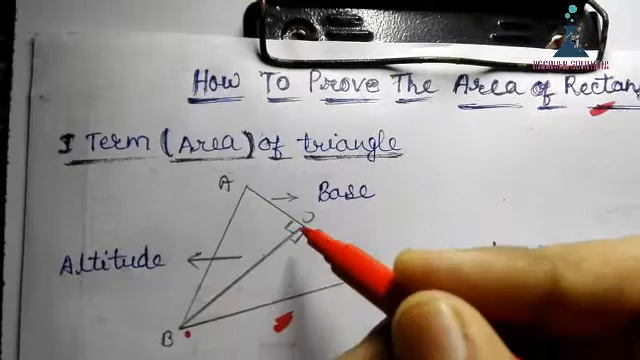 How To Prove The Area of Rectan
I Term (Area) of triangle
A
Base
D
Altitude
B